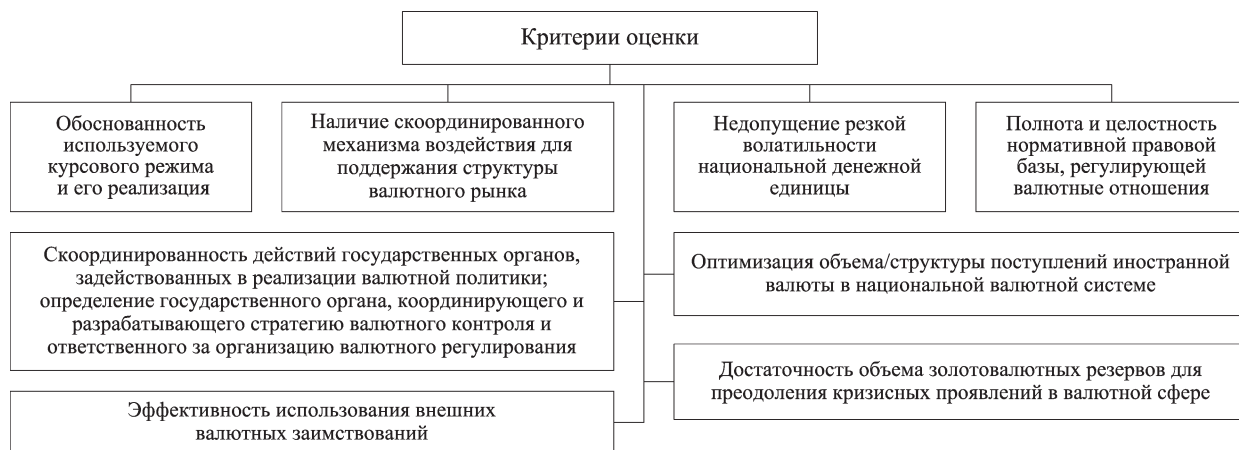 Критерии оценки
Обоснованность
используемого
курсового режима
и его реализация
Наличие скоординированного
механизма воздействия для
поддержания структуры
валютного рынка
Недопущение резкой
волатильности
национальной денежной
единицы
Полнота и целостность
нормативной правовой
базы, регулирующей
валютные отношения
Скоординированность действий государственных органов,
задействованных в реализации валютной политики;
определение государственного органа, координирующего и
разрабатывающего стратегию валютного контроля и
ответственного за организацию валютного регулирования
Оптимизация объема/структуры поступлений иностранной
валюты в национальной валютной системе
Достаточность объема золотовалютных резервов для
преодоления кризисных проявлений в валютной сфере
Эффективность использования внешних
валютных заимствований